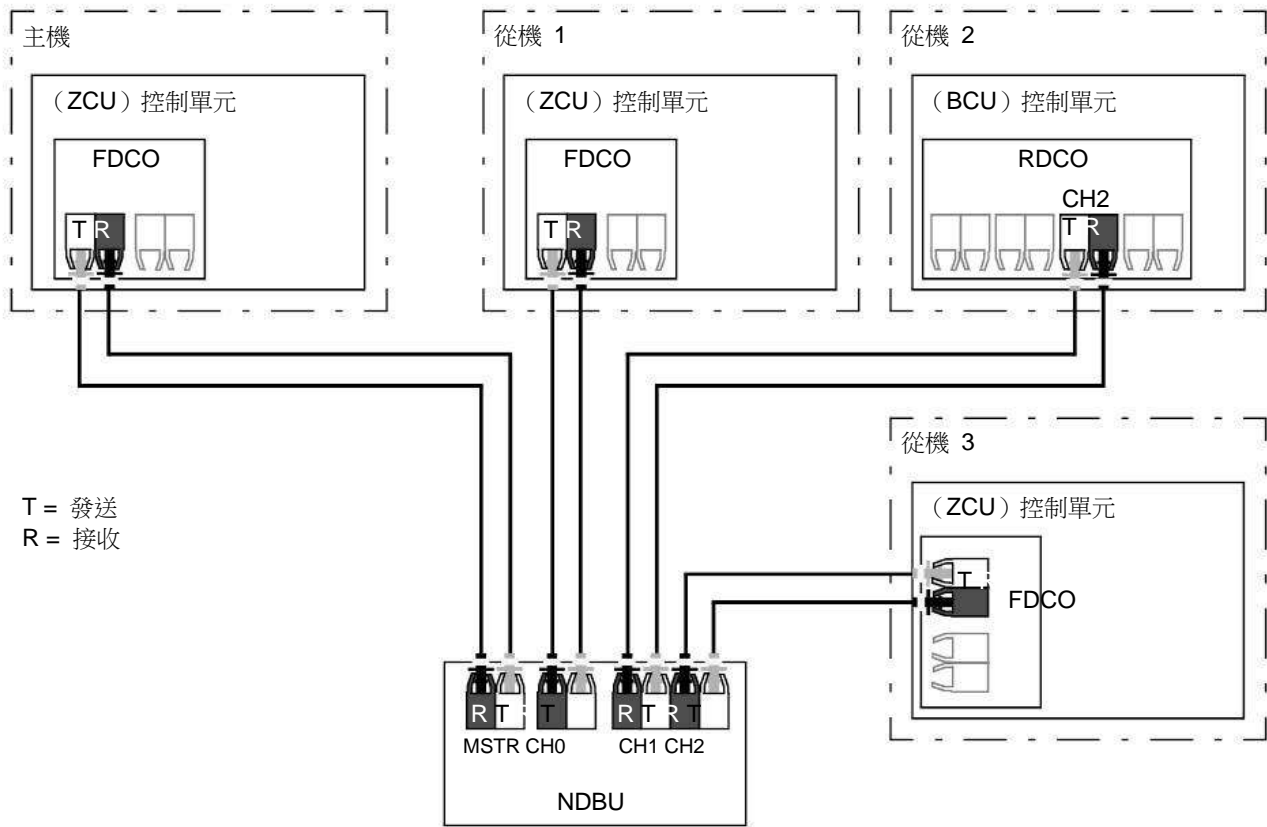 主機
從機 1
從機 2
（ZCU）控制單元
（ZCU）控制單元
（BCU）控制單元
FDCO
FDCO
RDCO
CH2
T R
T R
T R
從機 3
（ZCU）控制單元
T = 發送
R = 接收
T R
FDCO
R T R T R T R T
MSTR CH0 CH1 CH2
NDBU